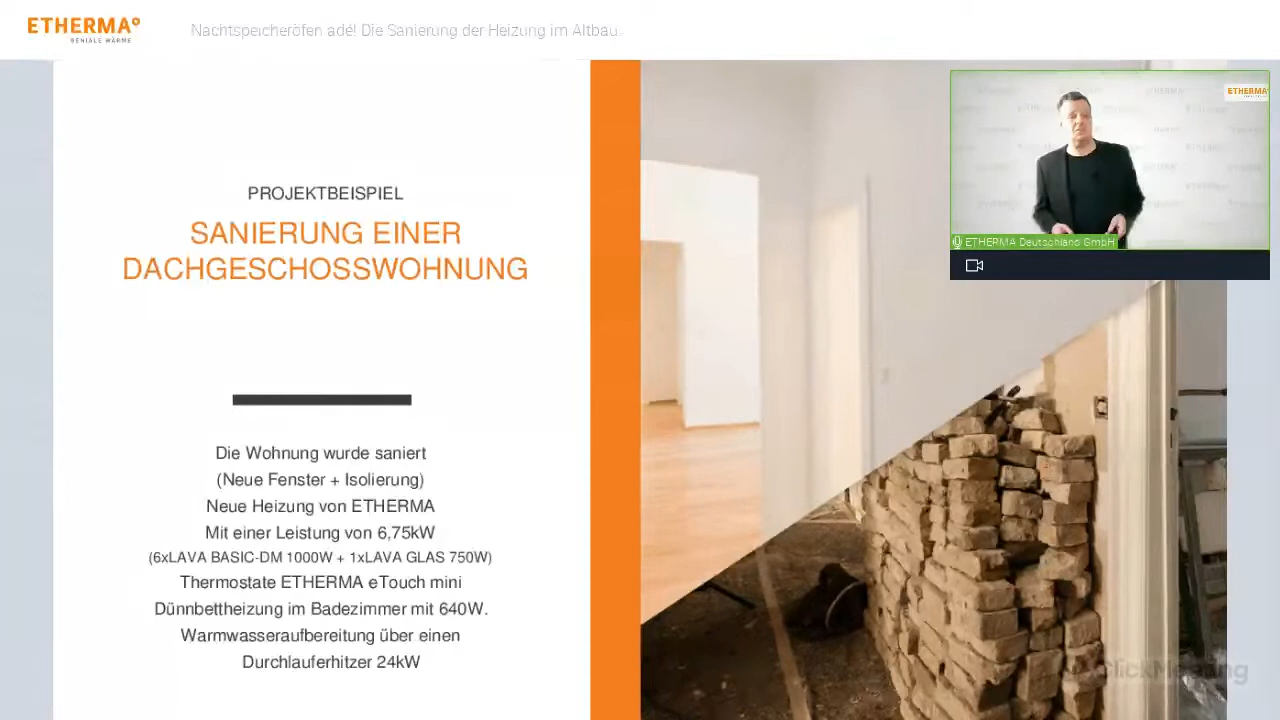 ETHERMA°
GENIALE WÄRME
Nachtspeicheröfen adé! Die Sanierung der Heizung im Altbau.
ETHERMA
ETHERMA Deutschland GmbH
PROJEKTBEISPIEL
SANIERUNG EINER
DACHGESCHOSSWOHNUNG
Die Wohnung wurde saniert
(Neue Fenster + Isolierung)
Neue Heizung von ETHERMA
Mit einer Leistung von 6,75kW
(6xLAVA BASIC-DM 1000W + 1xLAVA GLAS 750W)
Thermostate ETHERMA eTouch mini
Dünnbettheizung im Badezimmer mit 640W.
Warmwasseraufbereitung über einen
Durchlauferhitzer 24kW
ClickMeeting